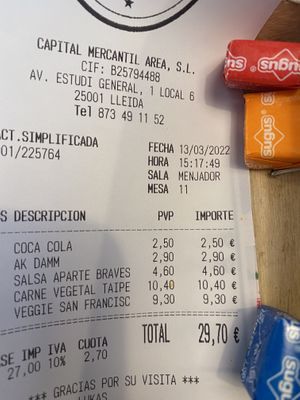 CAPITAL MERCANTIL AREA, S.L.
CIF: B25794488
AV. ESTUDI GENERAL, 1 LOCAL 6
25001 LLEIDA
Tel 873 49 11 52
ACT.SIMPLIFICADA
01/225764
FECHA 13/03/2022
HORA 15:17:49
SALA MENJADOR
MESA 11
S DESCRIPCION PVP IMPORTE
COCA COLA 2,50 2,50 €
AK DAMM 2,90 2,90 €
SALSA APARTE BRAVES 4,60 4,60 €
CARNE VEGETAL TAIPE 10,40 10,40 €
VEGGIE SAN FRANCISC 9,30 9,30 €
TOTAL 29,70 €
SE IMP IVA CUOTA
27,00 10% 2,70
*** GRACIAS POR SU VISITA ***
LUKAS
sugus
sugus
sugus